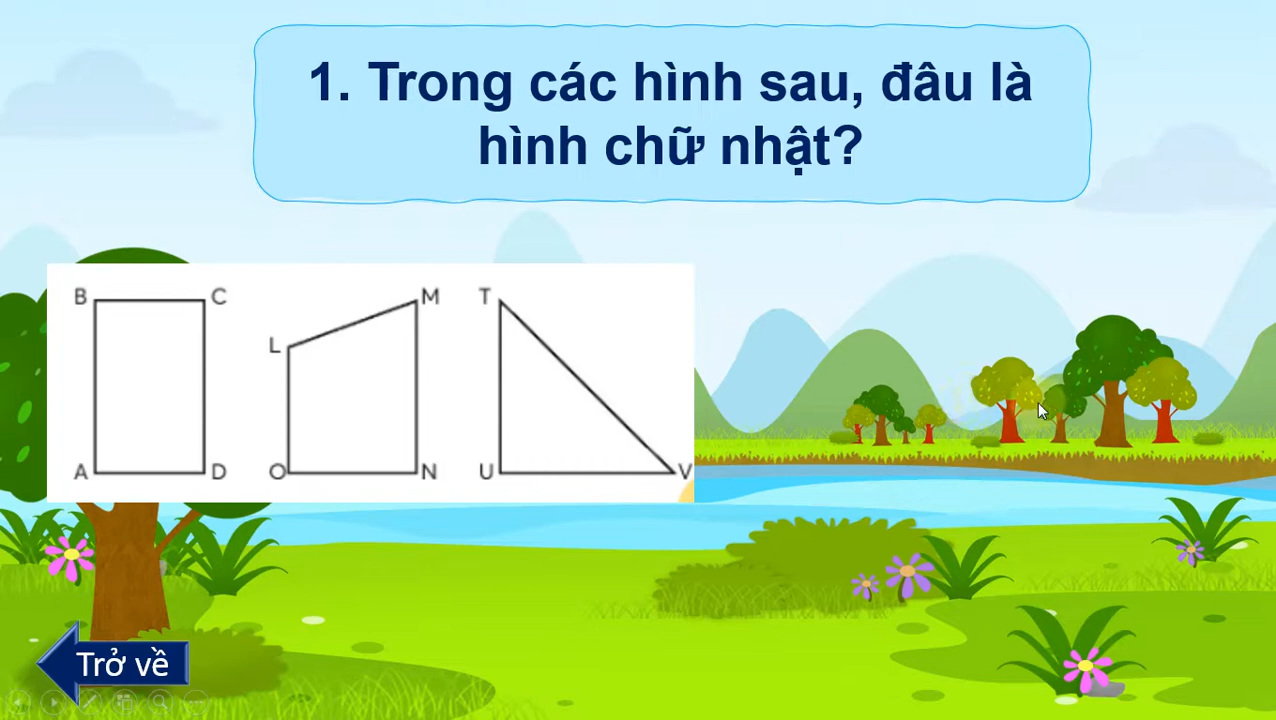 1. Trong các hình sau, đâu là
hình chữ nhật?
B
C
A
D
L
M
O
N
T
U
V
Trở về